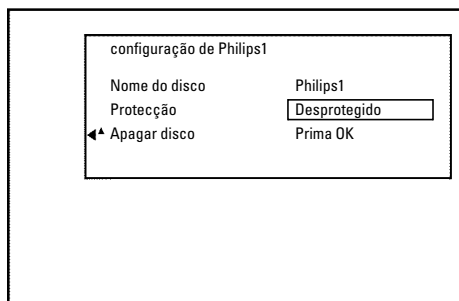 configuração de Philips1
Nome do disco Philips1
Protecção Desprotegido
Apagar disco Prima OK